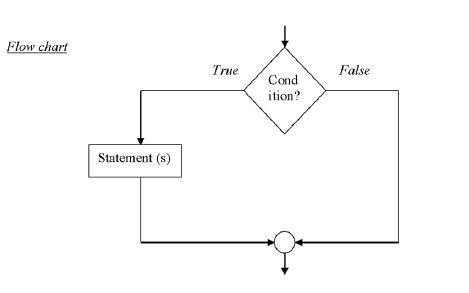 Flow chart
True
False
Cond
ition?
Statement (s)